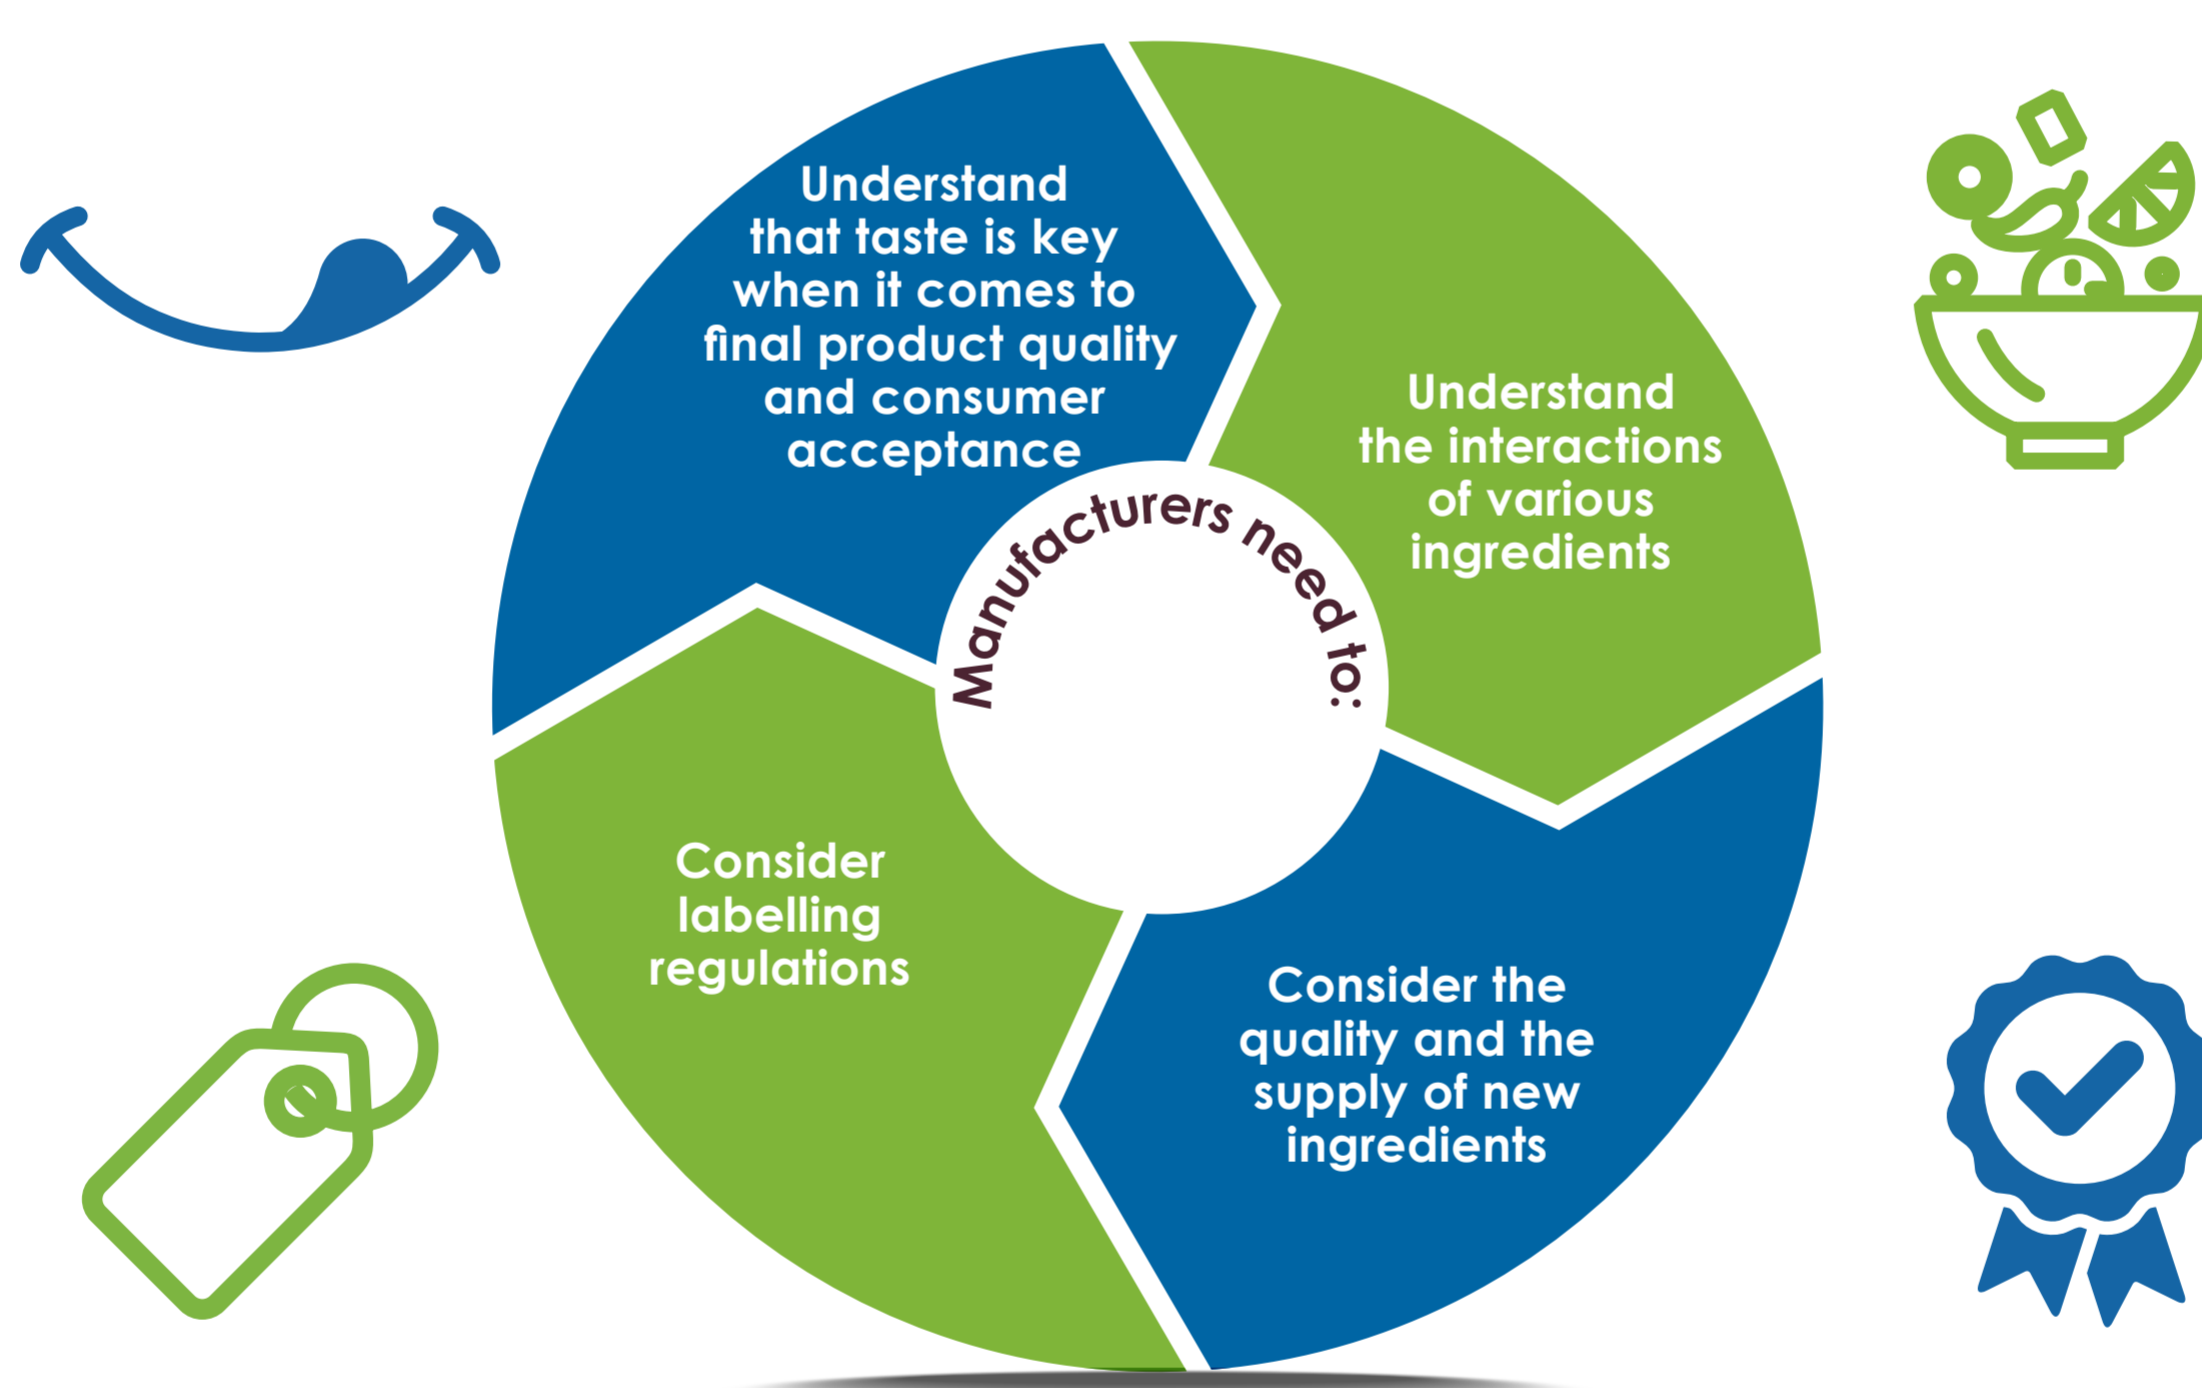 Manufacturers need to:
Understand
that taste is key
when it comes to
final product quality
and consumer
acceptance
Understand
the interactions
of various
ingredients
Consider the
quality and the
supply of new
ingredients
Consider
labelling
regulations